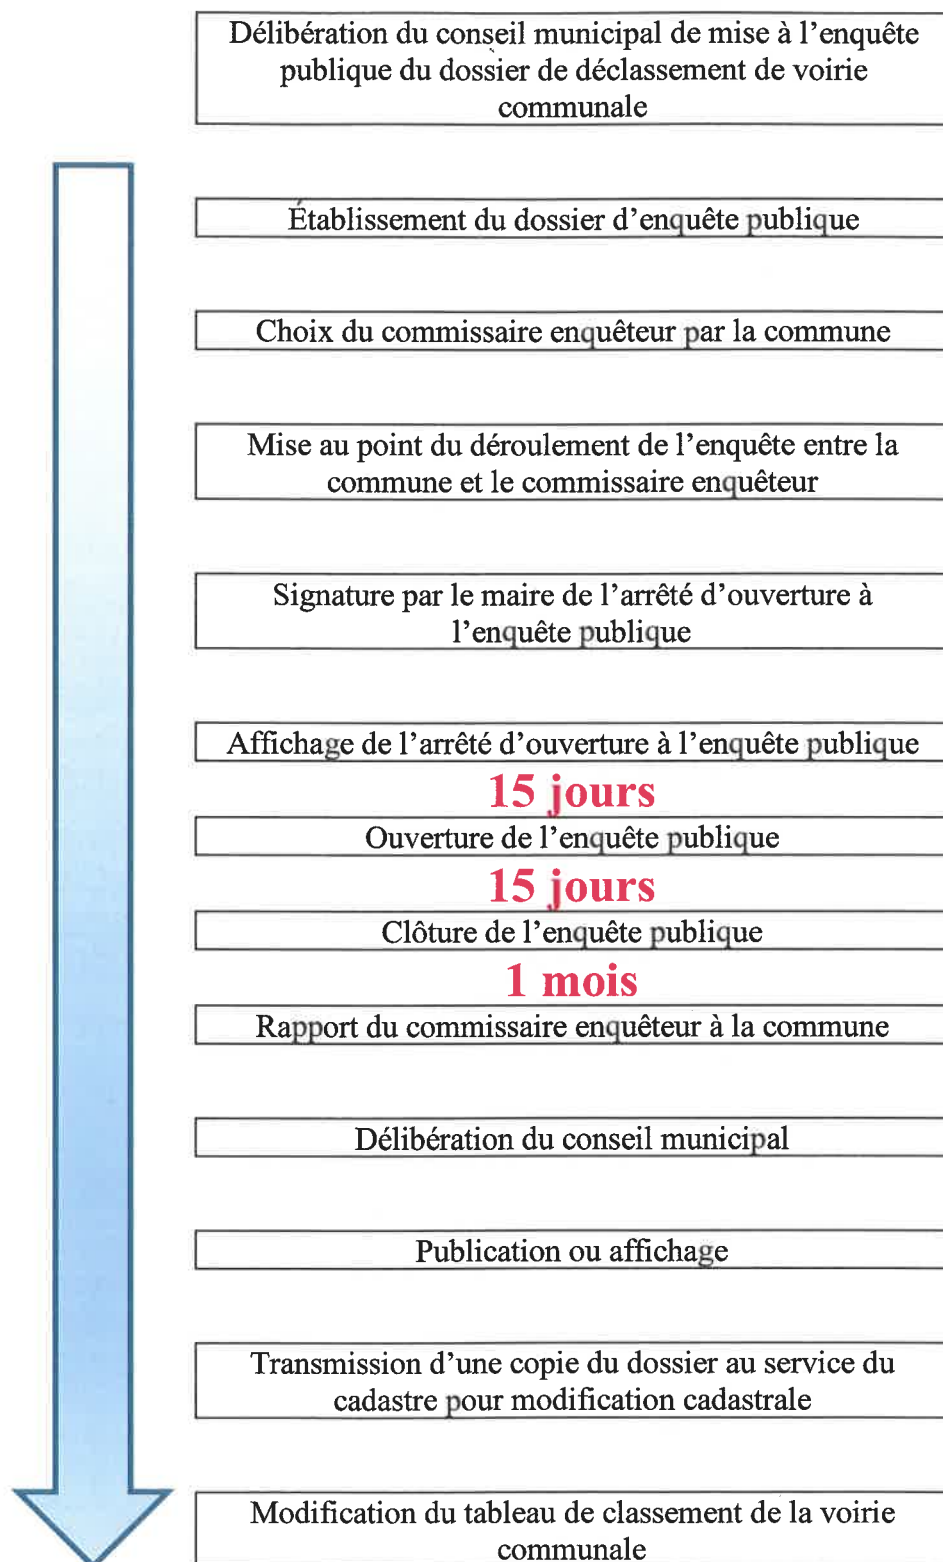 Délibération du conseil municipal de mise à l’enquête
publique du dossier de déclassement de voirie
communale
Établissement du dossier d’enquête publique
Choix du commissaire enquêteur par la commune
Mise au point du déroulement de l’enquête entre la
commune et le commissaire enquêteur
Signature par le maire de l’arrêté d’ouverture à
l’enquête publique
Affichage de l’arrêté d’ouverture à l’enquête publique
15 jours
Ouverture de l’enquête publique
15 jours
Clôture de l’enquête publique
1 mois
Rapport du commissaire enquêteur à la commune
Délibération du conseil municipal
Publication ou affichage
Transmission d’une copie du dossier au service du
cadastre pour modification cadastrale
Modification du tableau de classement de la voirie
communale